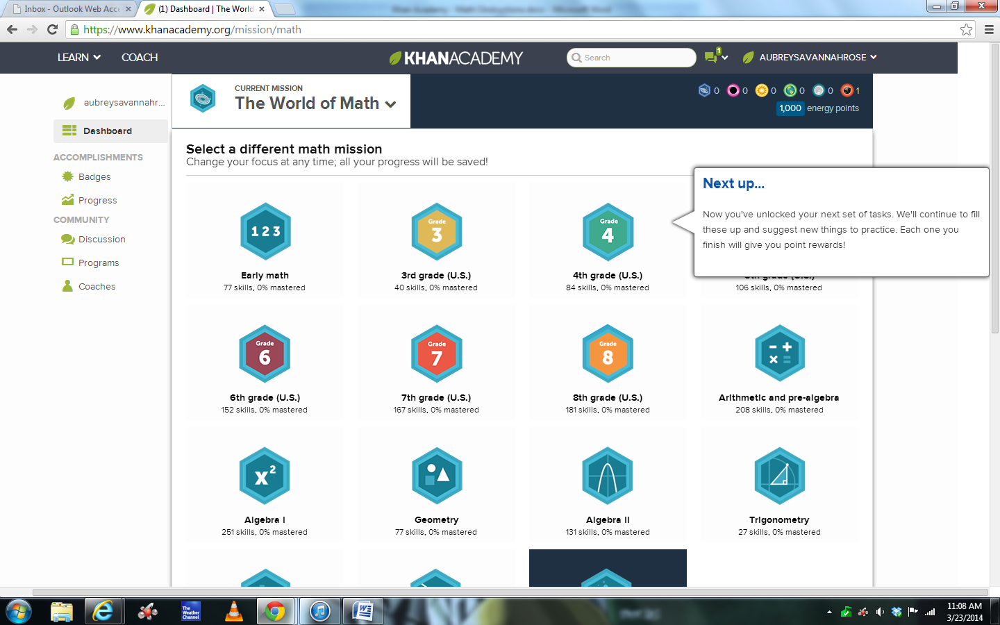 Inbox - Outlook Web Acce
(1) Dashboard | The World
https://www.khanacademy.org/mission/math
LEARN
COACH
KHANACADEMY
Search
1
AUBREYSAVANNAHROSE
aubreysavannahr...
Dashboard
ACCOMPLISHMENTS
Badges
Progress
COMMUNITY
Discussion
Programs
Coaches
CURRENT MISSION
The World of Math
0 0 0 0 0 1
1,000 energy points
Select a different math mission
Change your focus at any time; all your progress will be saved!
Next up...
Now you've unlocked your next set of tasks. We'll continue to fill
these up and suggest new things to practice. Each one you
finish will give you point rewards!
1 2 3
Early math
77 skills, 0% mastered
Grade
3
3rd grade (U.S.)
40 skills, 0% mastered
Grade
4
4th grade (U.S.)
84 skills, 0% mastered
106 skills, 0% mastered
Grade
6
6th grade (U.S.)
152 skills, 0% mastered
Grade
7
7th grade (U.S.)
167 skills, 0% mastered
Grade
8
8th grade (U.S.)
181 skills, 0% mastered
− +
× =
Arithmetic and pre-algebra
208 skills, 0% mastered
x²
Algebra I
251 skills, 0% mastered
Geometry
77 skills, 0% mastered
Algebra II
131 skills, 0% mastered
Trigonometry
27 skills, 0% mastered
The
Weather
Channel
11:08 AM
3/23/2014